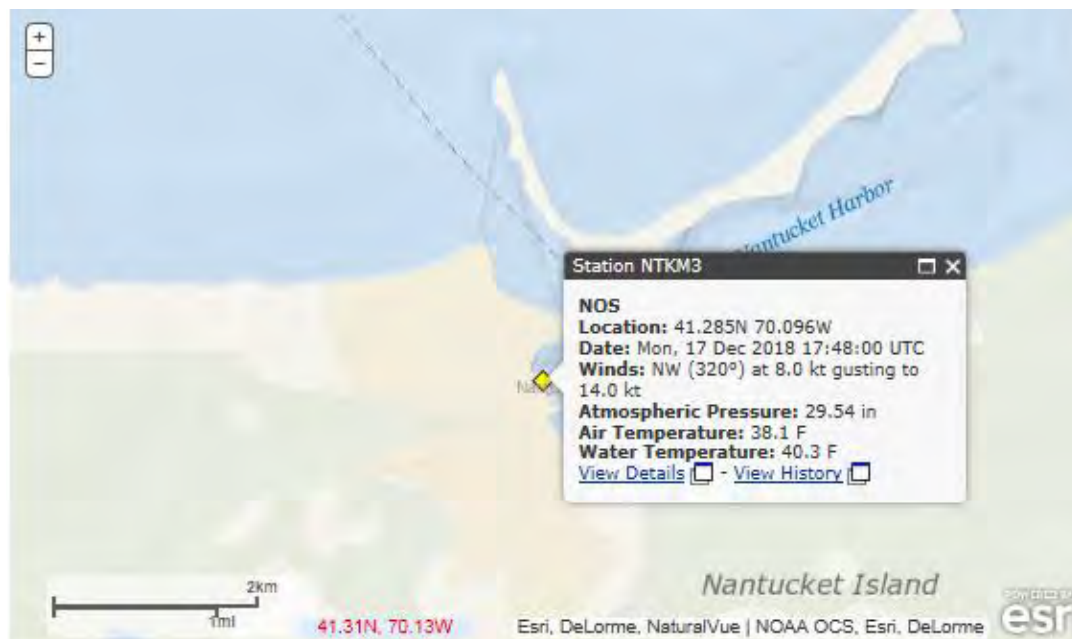 +
−
Nantucket Harbor
Station NTKM3
NOS
Location: 41.285N 70.096W
Date: Mon, 17 Dec 2018 17:48:00 UTC
Winds: NW (320º) at 8.0 kt gusting to
14.0 kt
Atmospheric Pressure: 29.54 in
Air Temperature: 38.1 F
Water Temperature: 40.3 F
View Details - View History
Nantucket Island
2km
1mi
41.31N, 70.13W
Esri, DeLorme, NaturalVue | NOAA OCS, Esri, DeLorme
POWERED BY
esri